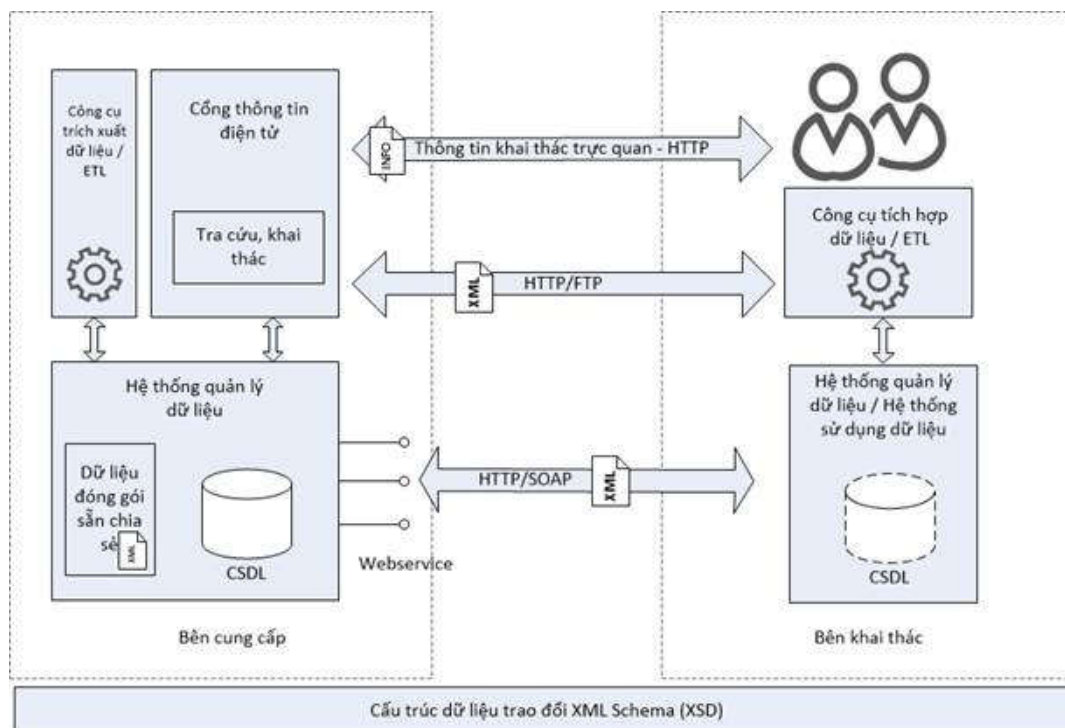 Công cụ
trích xuất
dữ liệu /
ETL
Cổng thông tin
điện tử
Tra cứu, khai
thác
INFO
Thông tin khai thác trực quan - HTTP
Công cụ tích hợp
dữ liệu / ETL
XML
HTTP/FTP
Hệ thống quản lý
dữ liệu
Dữ liệu
đóng gói
sẵn chia
sẻ
XML
CSDL
Webservice
HTTP/SOAP
XML
Hệ thống quản lý
dữ liệu / Hệ thống
sử dụng dữ liệu
CSDL
Bên cung cấp
Bên khai thác
Cấu trúc dữ liệu trao đổi XML Schema (XSD)